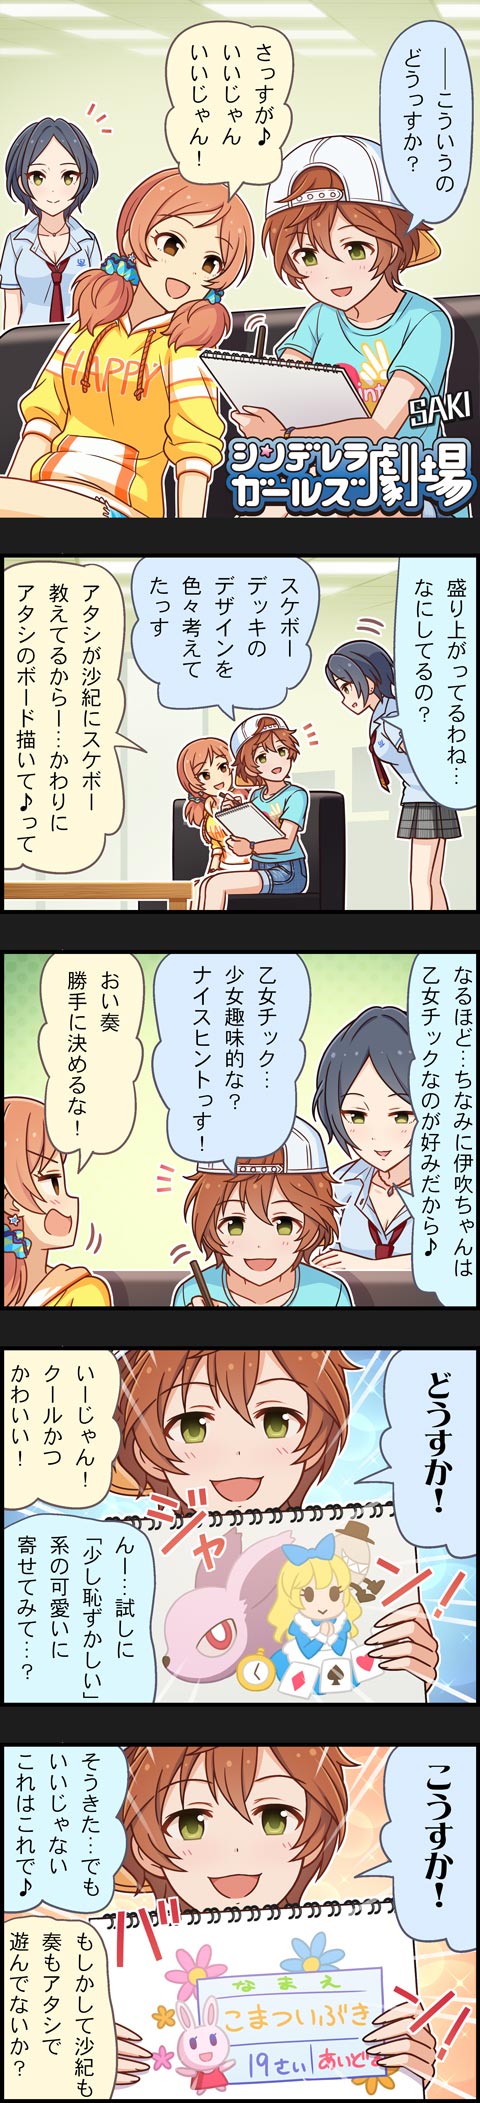 ――こういうの
どうっすか？
さっすが♪
いいじゃん
いいじゃん！
HAPPY
SAKI
シンデレラ
ガールズ劇場
盛り上がってるわね…
なにしてるの？
スケボー
デッキの
デザインを
色々考えて
たっす
アタシが沙紀にスケボー
教えてるからー…かわりに
アタシのボード描いて♪って
なるほど…ちなみに伊吹ちゃんは
乙女チックなのが好みだから♪
乙女チック…
少女趣味的な？
ナイスヒントっす！
おい奏
勝手に決めるな！
どうすか！
ジャン！
いーじゃん！
クールかつ
かわいい！
んー…試しに
「少し恥ずかしい」
系の可愛いに
寄せてみて…？
こうすか！
ババン！
そうきた…でも
いいじゃない
これはこれで♪
なまえ
こまついぶき
19さい
あいど
もしかして沙紀も
奏もアタシで
遊んでないか？